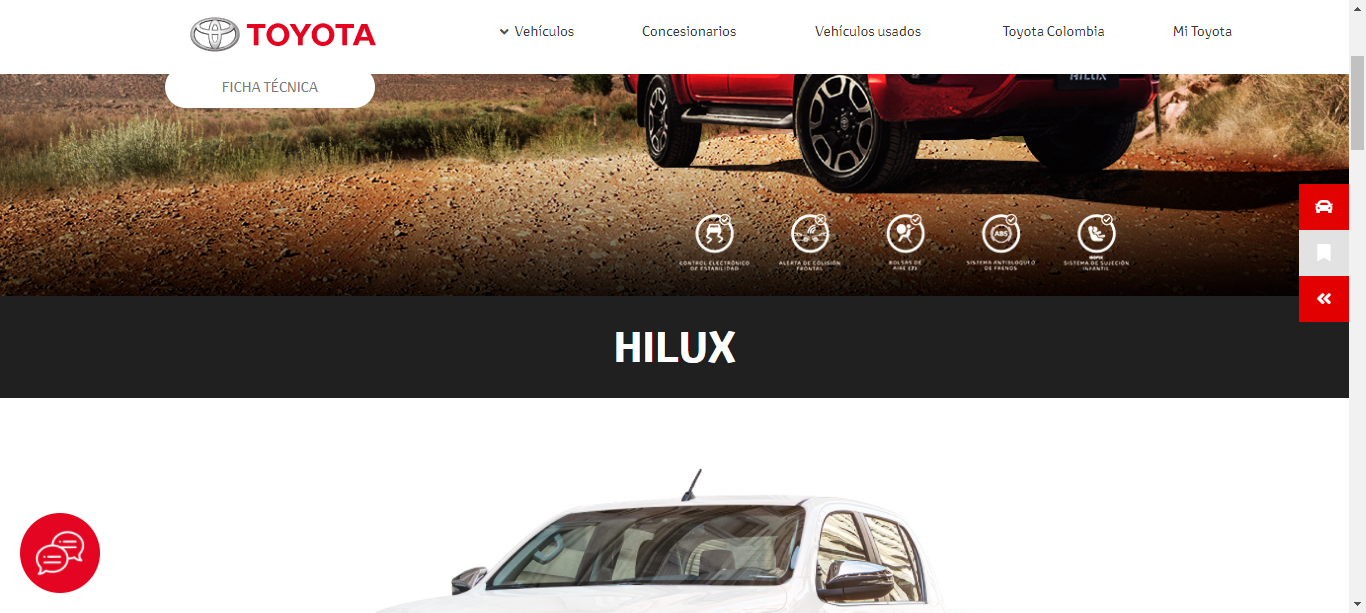 TOYOTA
Vehículos
Concesionarios
Vehículos usados
Toyota Colombia
Mi Toyota
FICHA TÉCNICA
HILUX
CONTROL ELECTRÓNICO
DE ESTABILIDAD
ALERTA DE COLISIÓN
FRONTAL
BOLSAS DE
AIRE
ABS
SISTEMA ANTIBLOQUEO
DE FRENOS
ISOFIX
SISTEMA DE SUJECIÓN
INFANTIL
HILUX